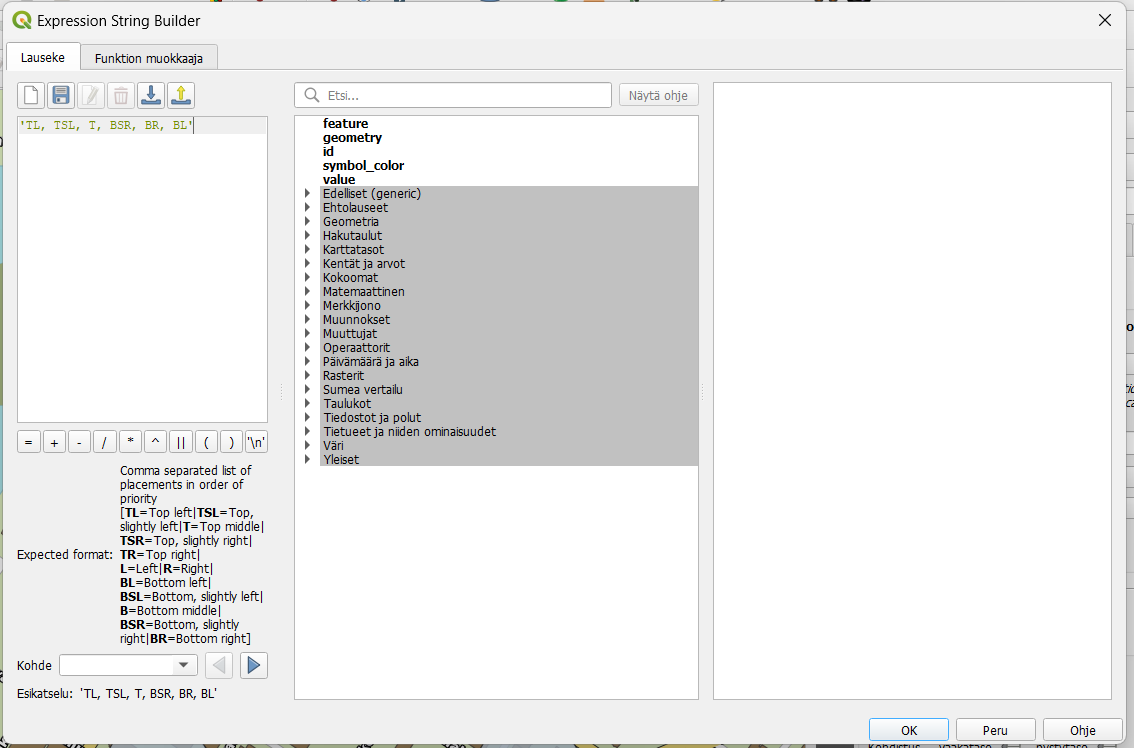 Expression String Builder
Lauseke
Funktion muokkaaja
Etsi...
Näytä ohje
'TL, TSL, T, BSR, BR, BL'
feature
geometry
id
symbol_color
value
Edelliset (generic)
Ehtolauseet
Geometria
Hakutaulut
Karttatasot
Kentät ja arvot
Kokoomat
Matemaattinen
Merkkijono
Muunnokset
Muuttujat
Operaattorit
Päivämäärä ja aika
Rasterit
Sumea vertailu
Taulukot
Tiedostot ja polut
Tietueet ja niiden ominaisuudet
Väri
Yleiset
= + - / * ^ || ( ) '\n'
Expected format:
Comma separated list of
placements in order of
priority
[TL=Top left|TSL=Top,
slightly left|T=Top middle|
TSR=Top, slightly right|
TR=Top right|
L=Left|R=Right|
BL=Bottom left|
BSL=Bottom, slightly left|
B=Bottom middle|
BSR=Bottom, slightly
right|BR=Bottom right]
Kohde
Esikatselu: 'TL, TSL, T, BSR, BR, BL'
OK
Peru
Ohje